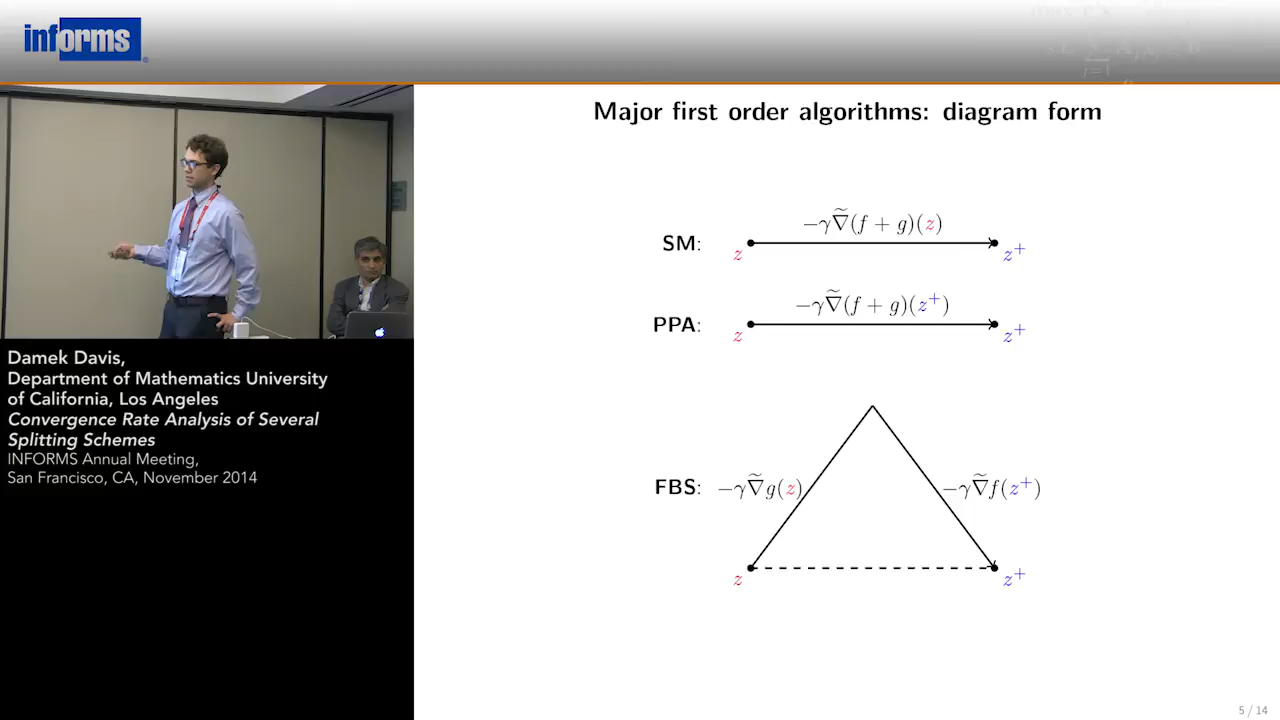 informs
Major first order algorithms: diagram form
SM: z −γ∇̃(f + g)(z) z⁺
PPA: z −γ∇̃(f + g)(z⁺) z⁺
FBS: −γ∇̃g(z) −γ∇̃f(z⁺)
z z⁺
Damek Davis,
Department of Mathematics University
of California, Los Angeles
Convergence Rate Analysis of Several
Splitting Schemes
INFORMS Annual Meeting,
San Francisco, CA, November 2014
5 / 14